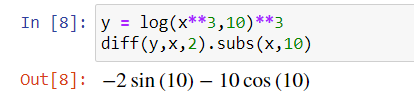 In [8]: y = log(x**3,10)**3
diff(y,x,2).subs(x,10)
Out[8]: −2 sin (10) − 10 cos (10)